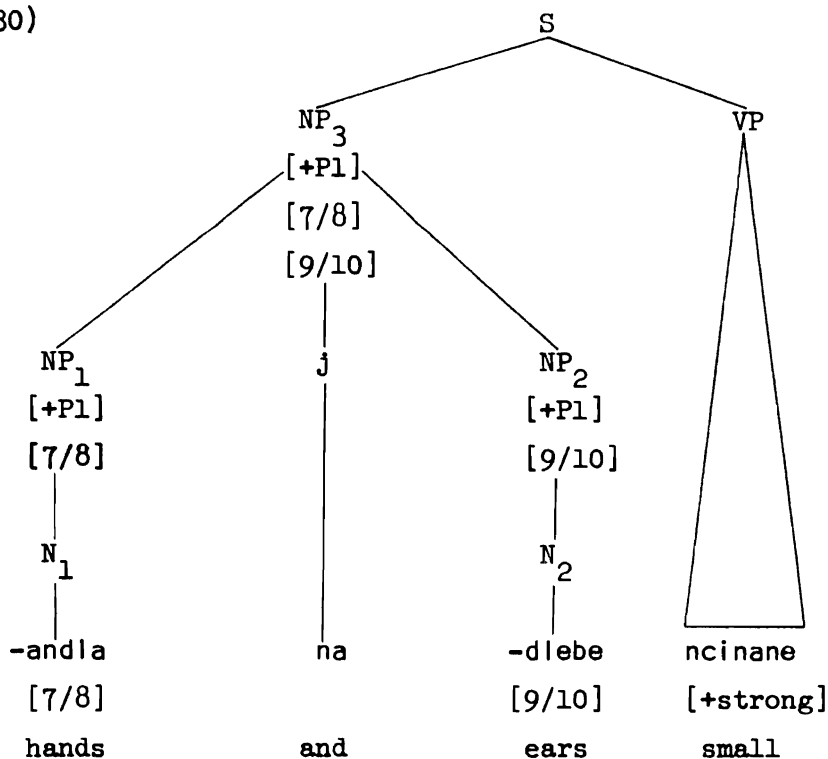 80)
S
NP3 VP
[+Pl]
[7/8]
[9/10]
NP1 j NP2
[+Pl] [+Pl]
[7/8] [9/10]
N1 N2
-andla na -dlebe ncinane
[7/8] [9/10] [+strong]
hands and ears small